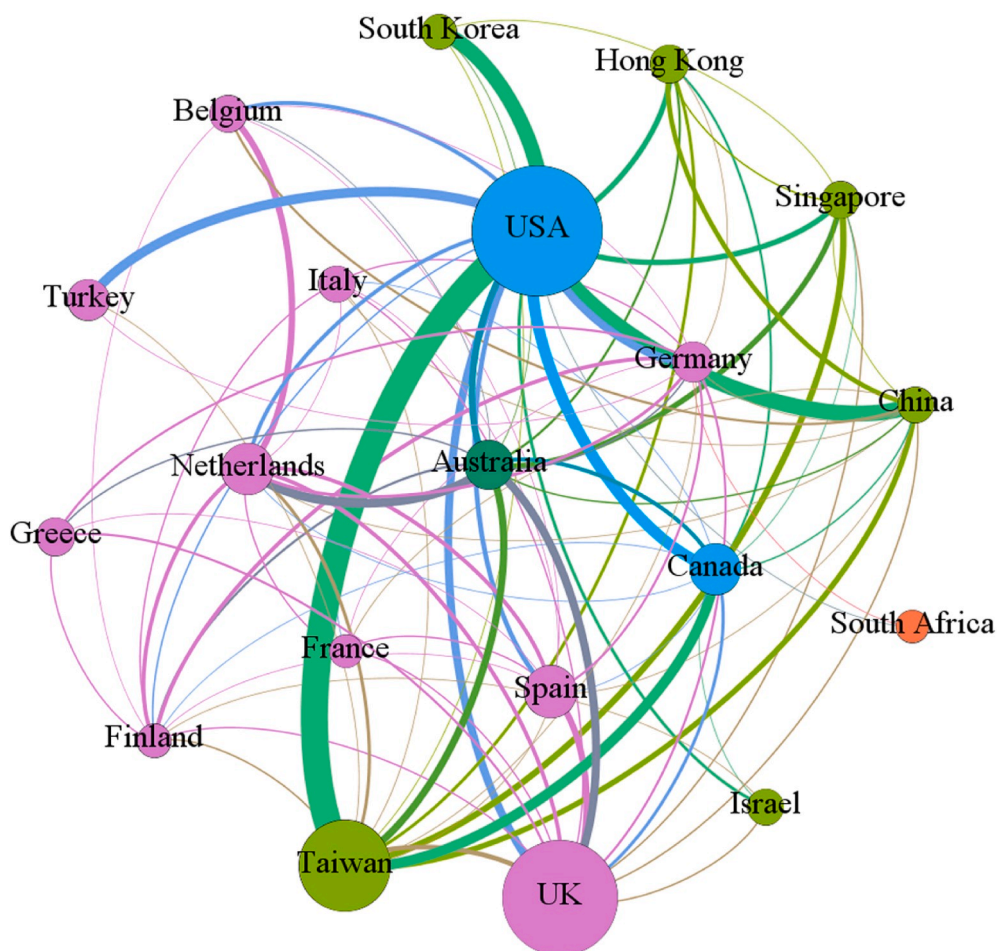 South Korea
Hong Kong
Belgium
Singapore
USA
Italy
Turkey
Germany
China
Netherlands
Australia
Greece
Canada
South Africa
France
Spain
Finland
Israel
Taiwan
UK